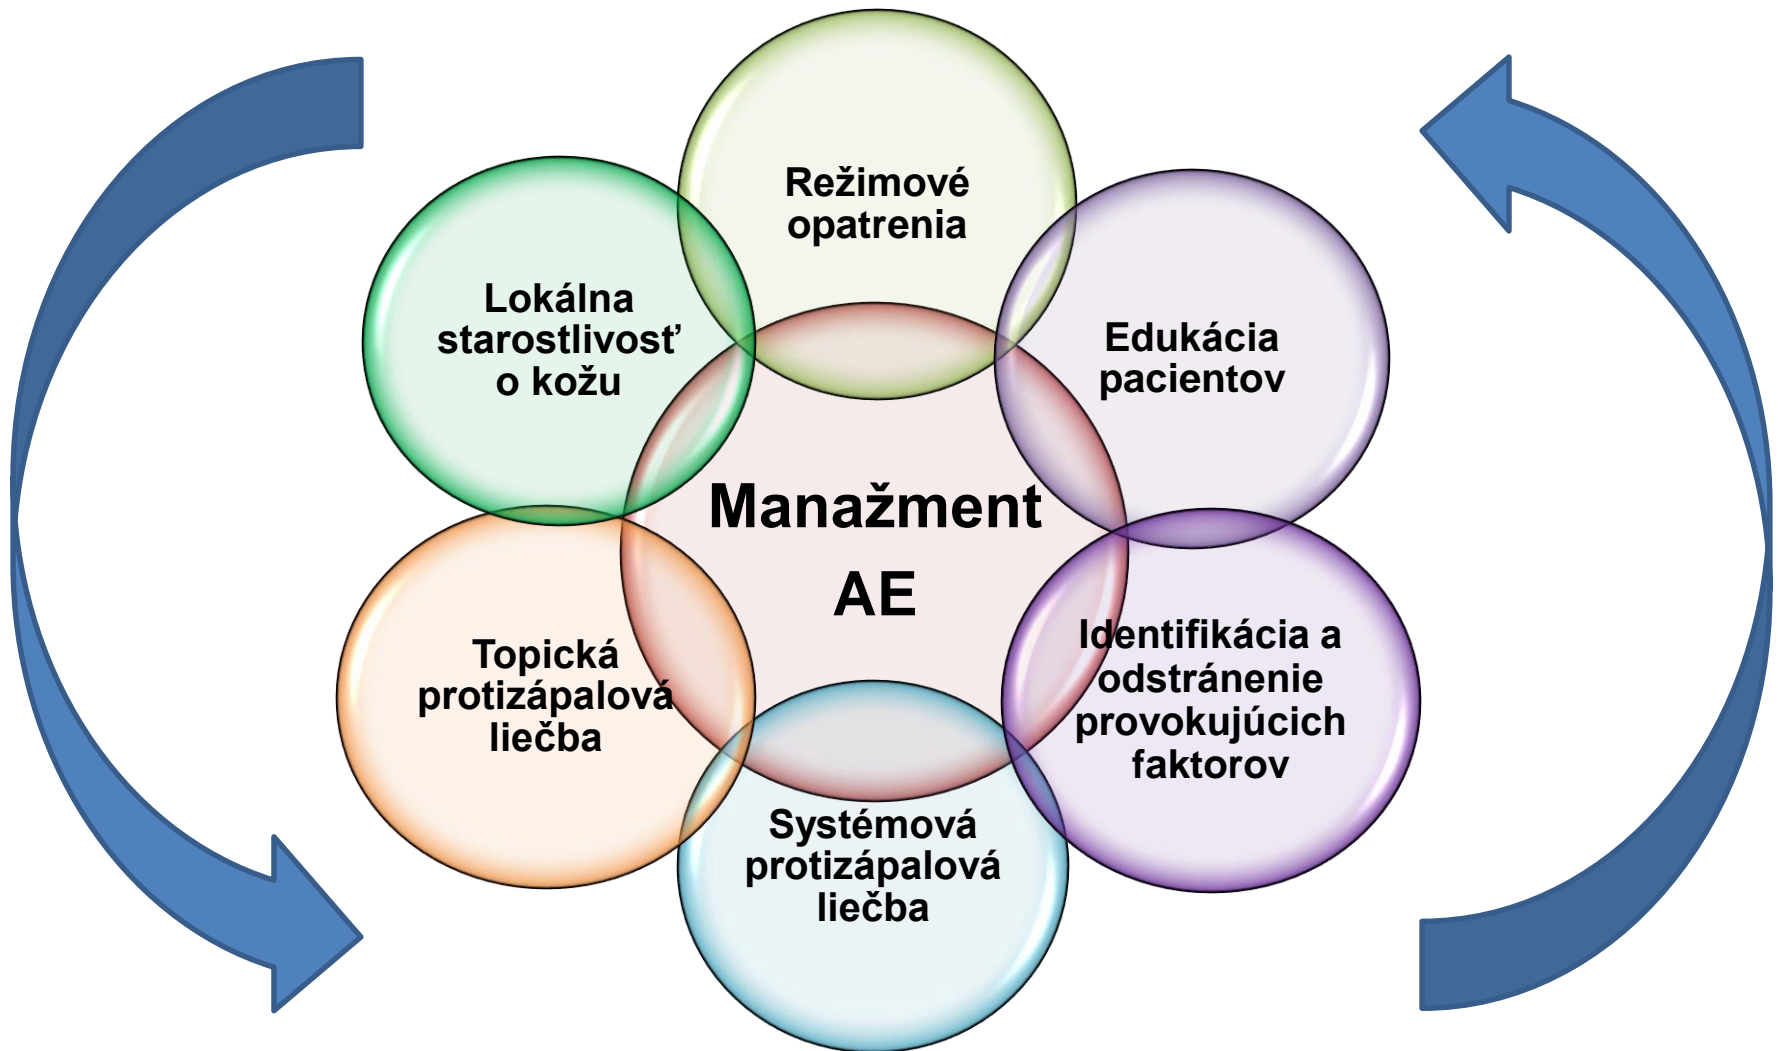 Režimové
opatrenia
Lokálna
starostlivosť
o kožu
Edukácia
pacientov
Manažment
AE
Identifikácia a
odstránenie
provokujúcich
faktorov
Topická
protizápalová
liečba
Systémová
protizápalová
liečba